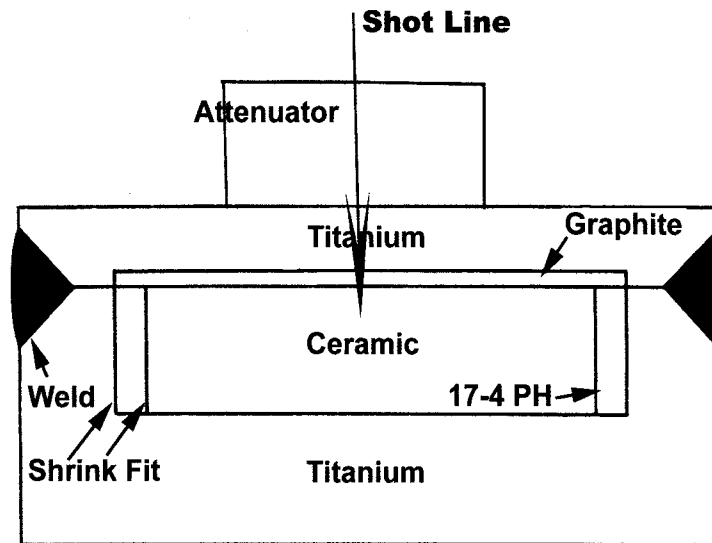 Shot Line
Attenuator
Graphite
Titanium
Ceramic
Weld
17-4 PH
Shrink Fit
Titanium